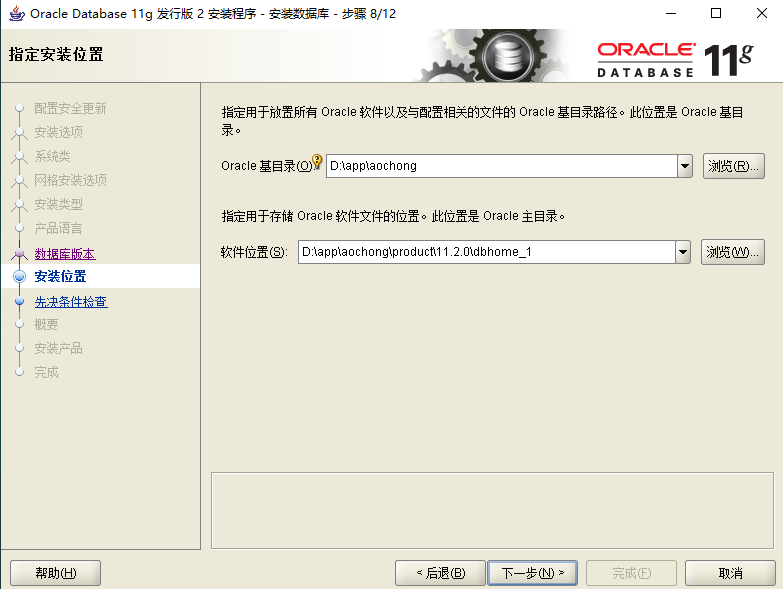 Oracle Database 11g 发行版 2 安装程序 - 安装数据库 - 步骤 8/12
指定安装位置
ORACLE
DATABASE
11g
配置安全更新
安装选项
系统类
网格安装选项
安装类型
产品语言
数据库版本
安装位置
先决条件检查
概要
安装产品
完成
指定用于放置所有 Oracle 软件以及与配置相关的文件的 Oracle 基目录路径。此位置是 Oracle 基目
录。
Oracle 基目录(O) D:\app\aochong 浏览(R)...
指定用于存储 Oracle 软件文件的位置。此位置是 Oracle 主目录。
软件位置(S): D:\app\aochong\product\11.2.0\dbhome_1 浏览(W)...
帮助(H) < 后退(B) 下一步(N) > 完成(F) 取消